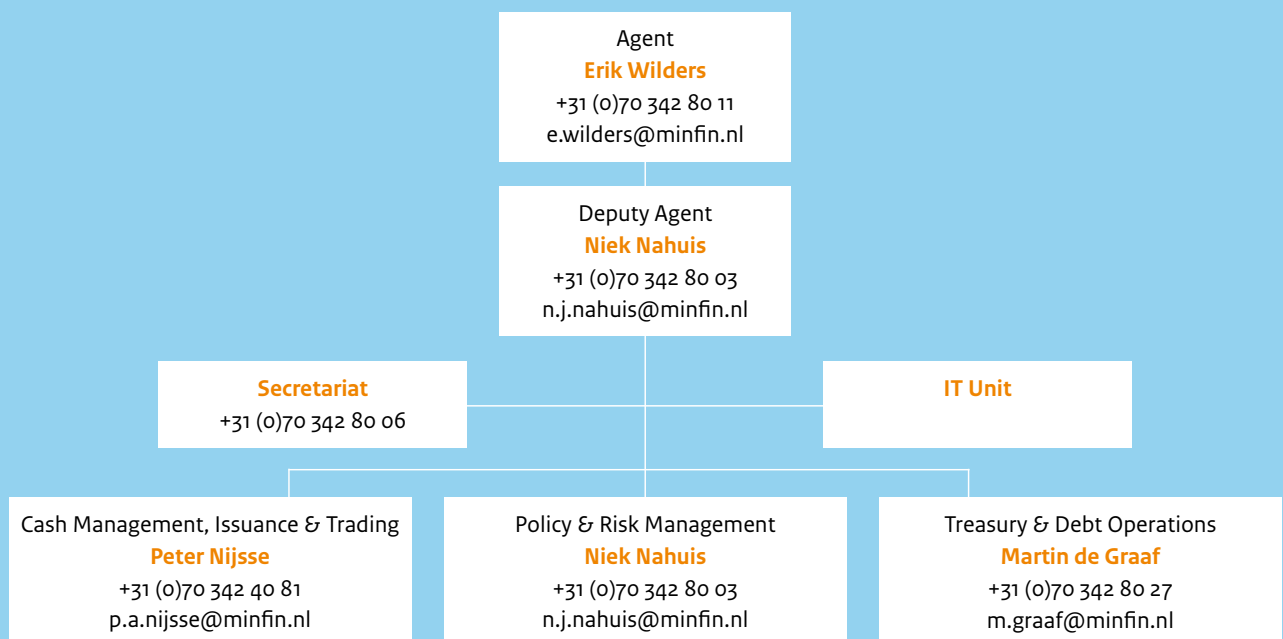 Agent
Erik Wilders
+31 (0)70 342 80 11
e.wilders@minfin.nl
Deputy Agent
Niek Nahuis
+31 (0)70 342 80 03
n.j.nahuis@minfin.nl
Secretariat
+31 (0)70 342 80 06
IT Unit
Cash Management, Issuance & Trading
Peter Nijsse
+31 (0)70 342 40 81
p.a.nijsse@minfin.nl
Policy & Risk Management
Niek Nahuis
+31 (0)70 342 80 03
n.j.nahuis@minfin.nl
Treasury & Debt Operations
Martin de Graaf
+31 (0)70 342 80 27
m.graaf@minfin.nl